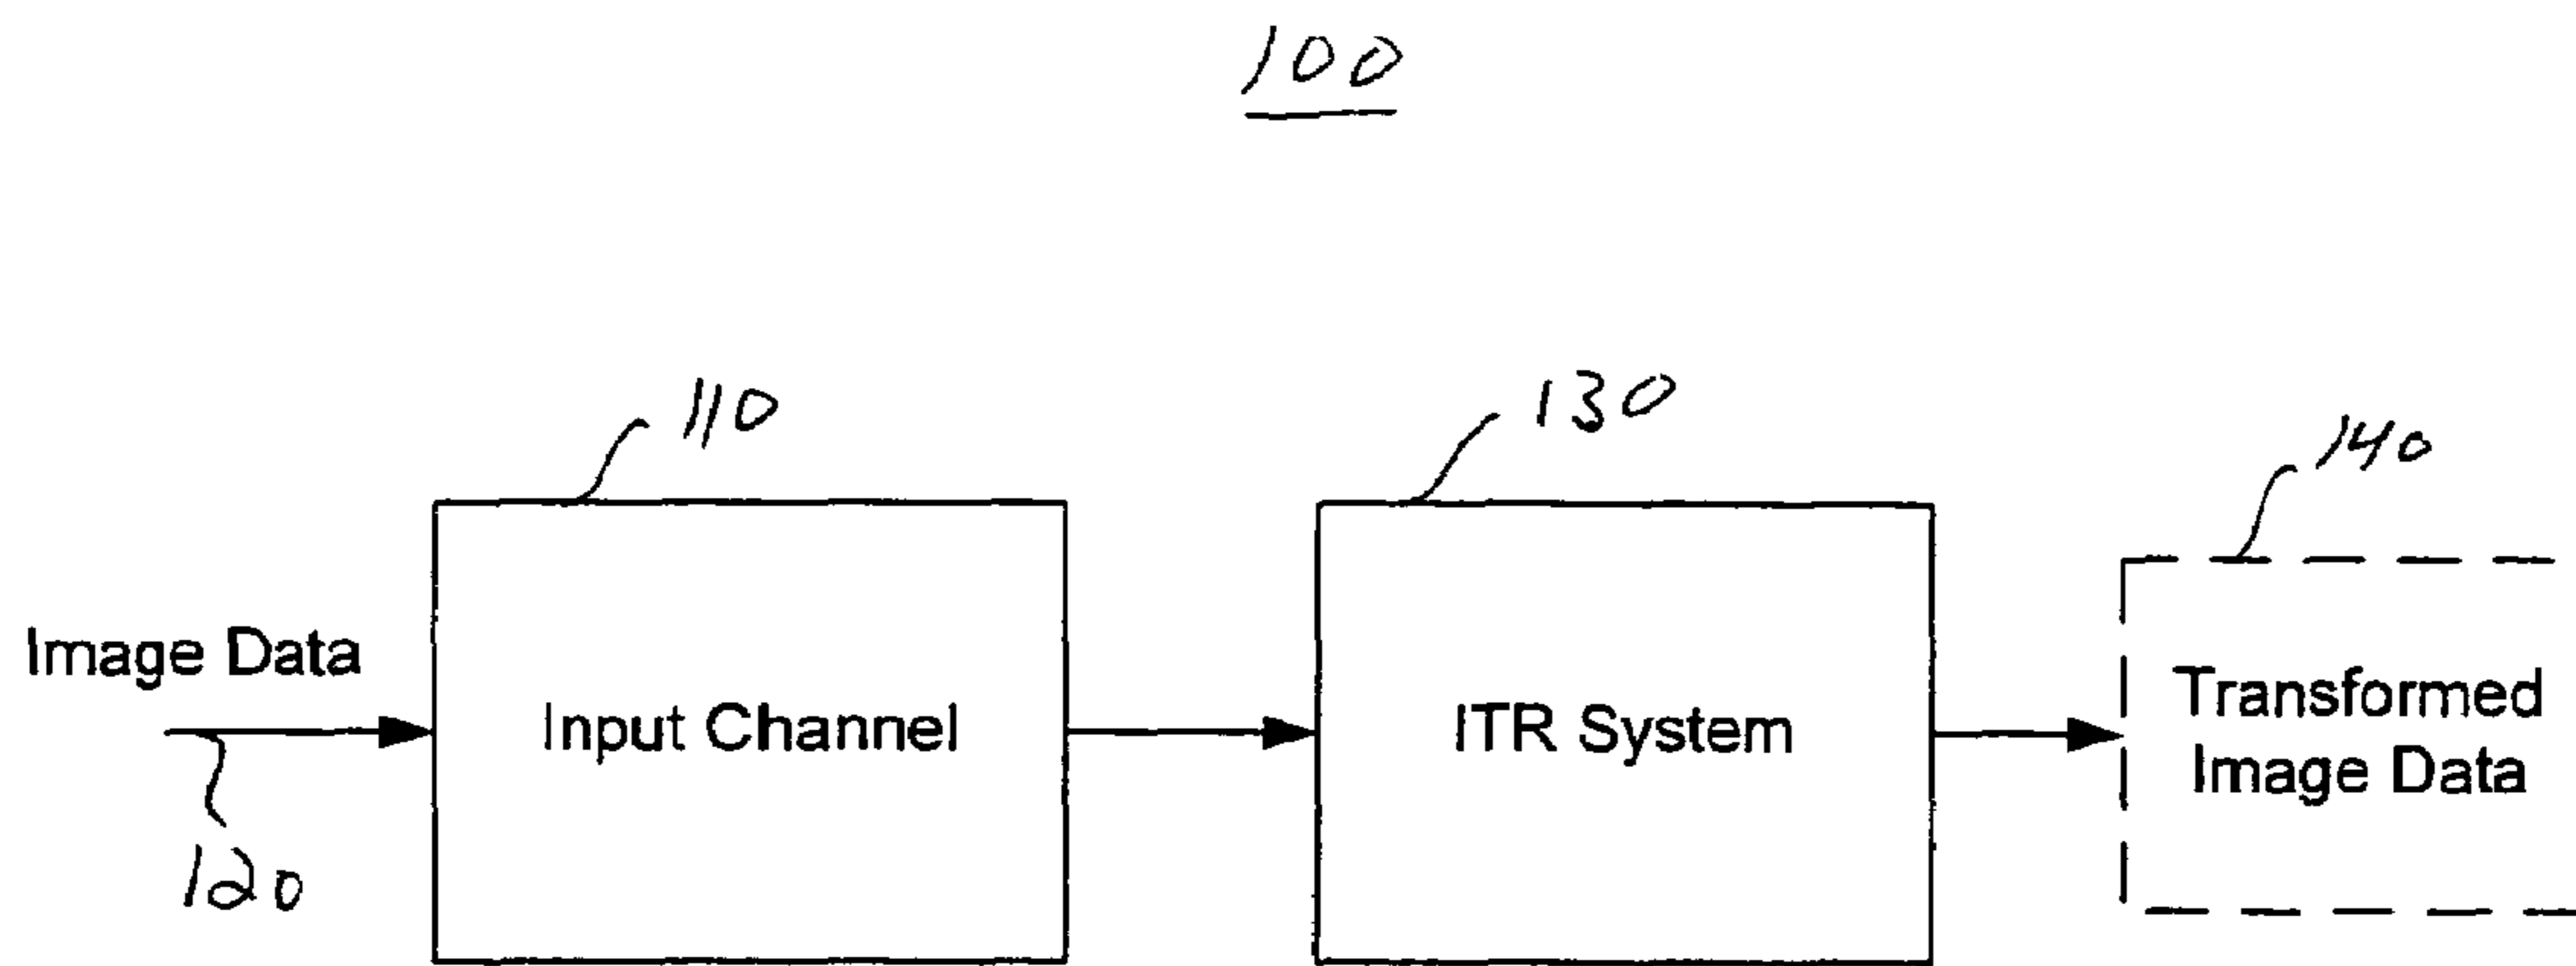 100
110
130
140
Image Data
Input Channel
ITR System
Transformed
Image Data
120